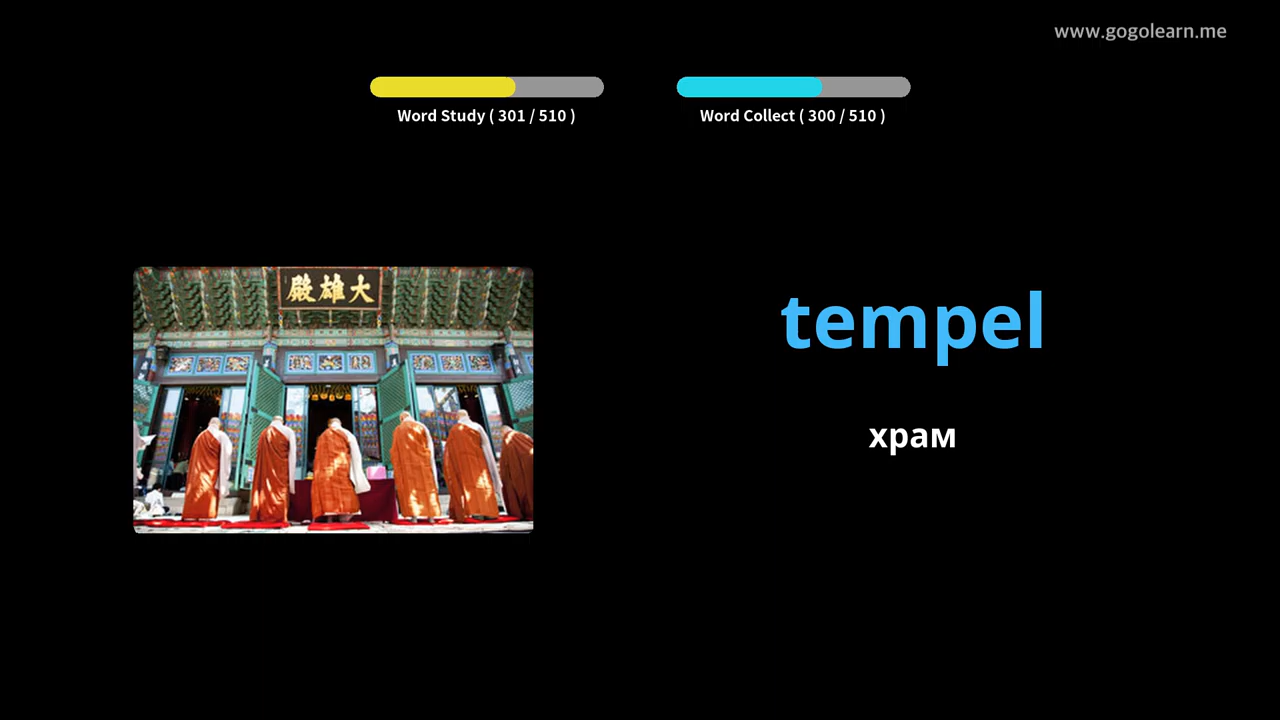 www.gogolearn.me
Word Study ( 301 / 510 )
Word Collect ( 300 / 510 )
殿雄大
tempel
храм